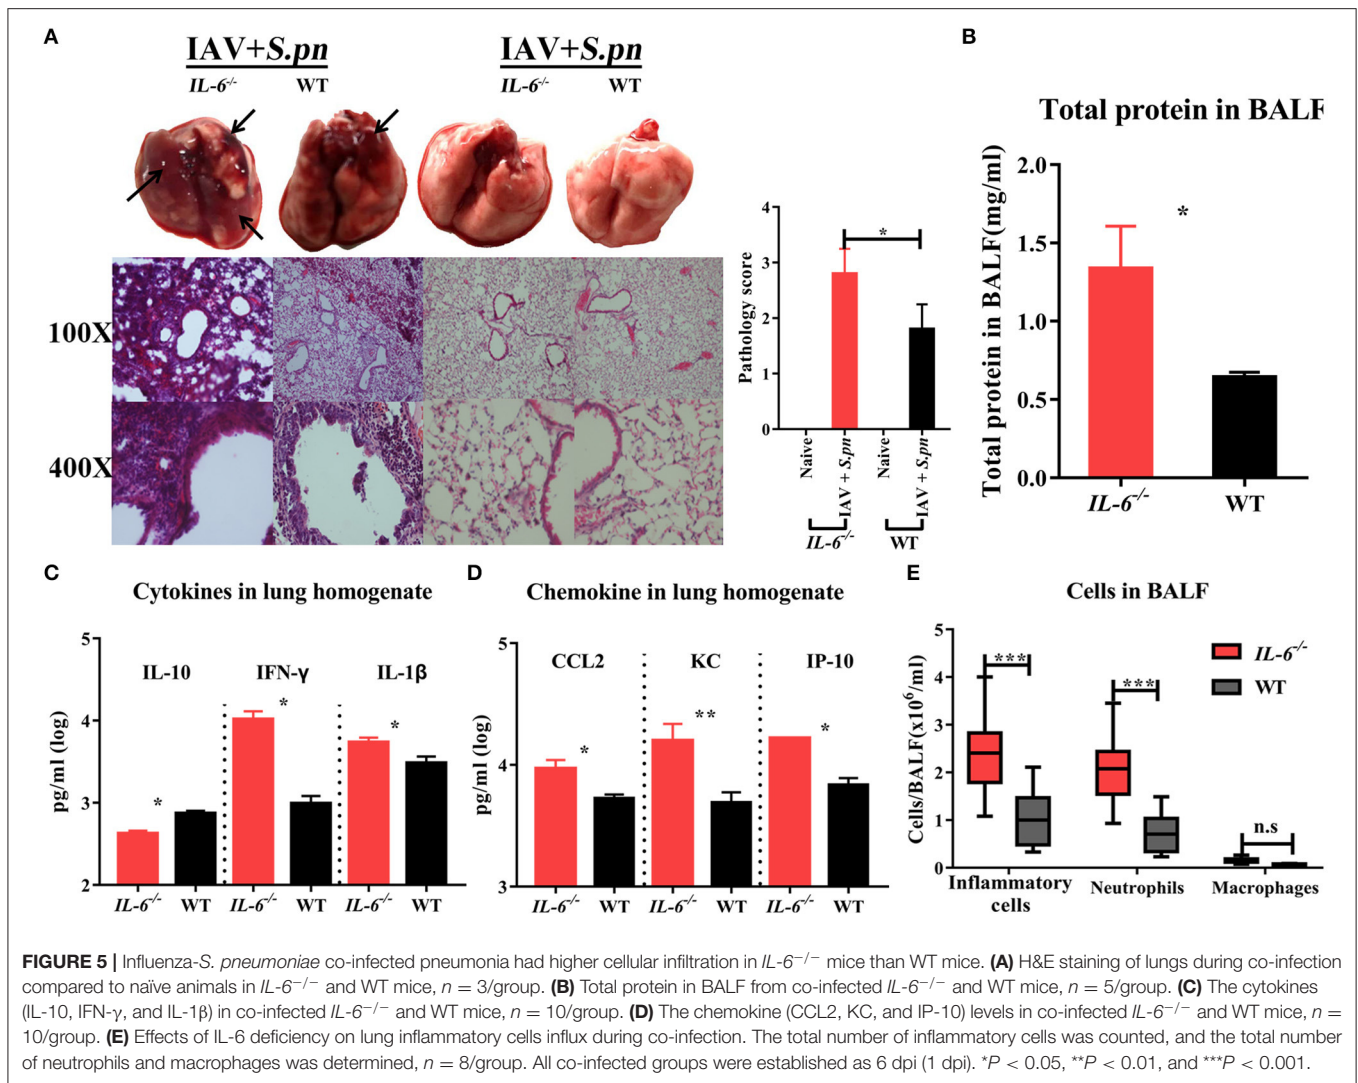 A
IAV+S.pn
IL-6-/- WT
IAV+S.pn
IL-6-/- WT
100X
400X
Pathology score
4
3
2
1
0
*
Naive
IAV + S.pn
Naive
IAV + S.pn
IL-6-/-
WT
B
Total protein in BALF
Total protein in BALF(mg/ml)
2.0
1.5
1.0
0.5
0.0
*
IL-6-/- WT
C
Cytokines in lung homogenate
pg/ml (log)
5
4
3
2
IL-10 IFN-γ IL-1β
* * *
IL-6-/- WT IL-6-/- WT IL-6-/- WT
D
Chemokine in lung homogenate
pg/ml (log)
5
4
3
CCL2 KC IP-10
* ** *
IL-6-/- WT IL-6-/- WT IL-6-/- WT
E
Cells in BALF
Cells/BALF(x10⁶/ml)
5
4
3
2
1
0
*** *** n.s
IL-6-/-
WT
Inflammatory cells Neutrophils Macrophages
FIGURE 5 | Influenza-S. pneumoniae co-infected pneumonia had higher cellular infiltration in IL-6−/− mice than WT mice. (A) H&E staining of lungs during co-infection
compared to naïve animals in IL-6−/− and WT mice, n = 3/group. (B) Total protein in BALF from co-infected IL-6−/− and WT mice, n = 5/group. (C) The cytokines
(IL-10, IFN-γ, and IL-1β) in co-infected IL-6−/− and WT mice, n = 10/group. (D) The chemokine (CCL2, KC, and IP-10) levels in co-infected IL-6−/− and WT mice, n =
10/group. (E) Effects of IL-6 deficiency on lung inflammatory cells influx during co-infection. The total number of inflammatory cells was counted, and the total number
of neutrophils and macrophages was determined, n = 8/group. All co-infected groups were established as 6 dpi (1 dpi). *P < 0.05, **P < 0.01, and ***P < 0.001.